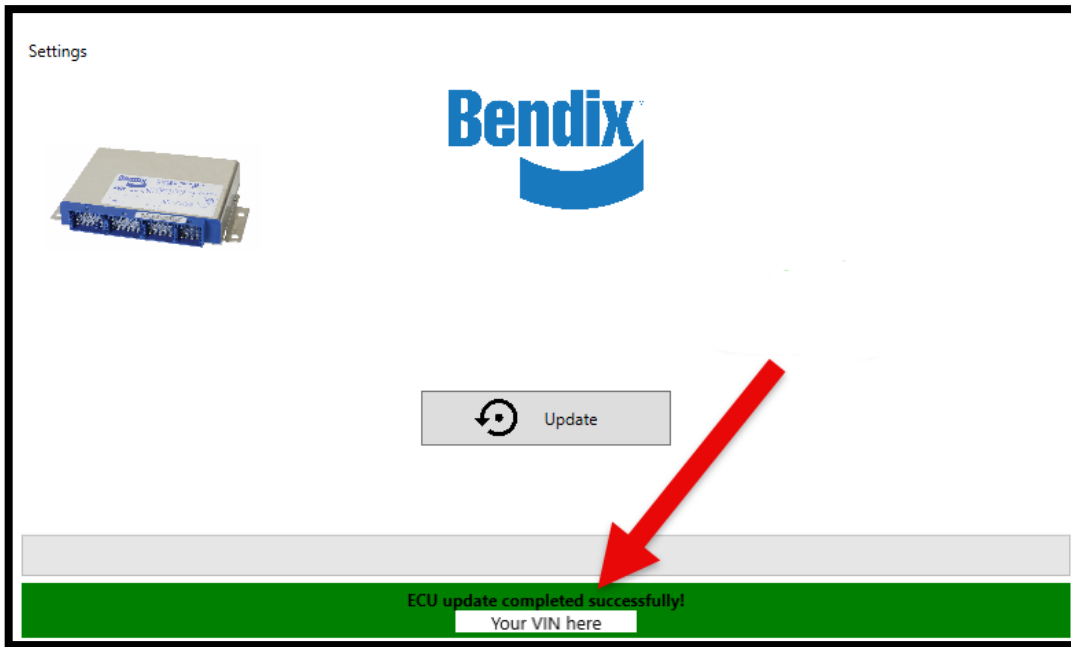 Settings
Bendix
Update
ECU update completed successfully!
Your VIN here